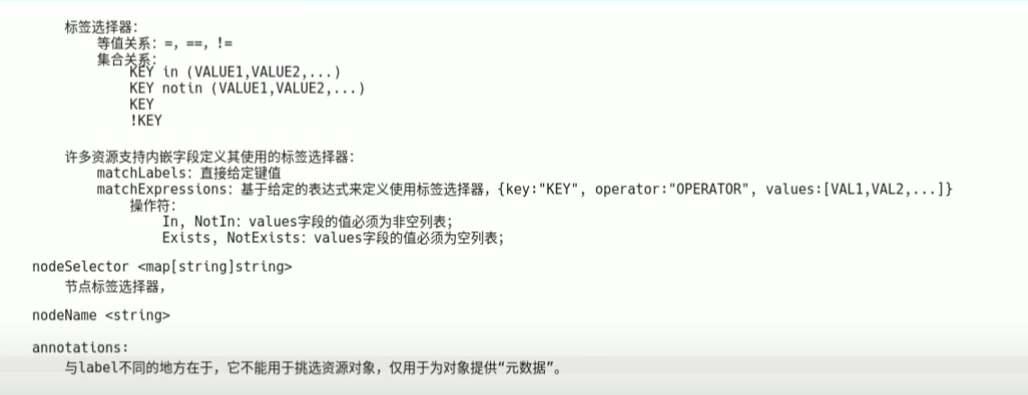 标签选择器:
等值关系: =, ==, !=
集合关系:
KEY in (VALUE1,VALUE2,...)
KEY notin (VALUE1,VALUE2,...)
KEY
!KEY
许多资源支持内嵌字段定义其使用的标签选择器:
matchLabels: 直接给定键值
matchExpressions: 基于给定的表达式来定义使用标签选择器, {key:"KEY", operator:"OPERATOR", values:[VAL1,VAL2,...]}
操作符:
In, NotIn: values字段的值必须为非空列表;
Exists, NotExists: values字段的值必须为空列表;
nodeSelector <map[string]string>
节点标签选择器,
nodeName <string>
annotations:
与label不同的地方在于, 它不能用于挑选资源对象, 仅用于为对象提供“元数据”。